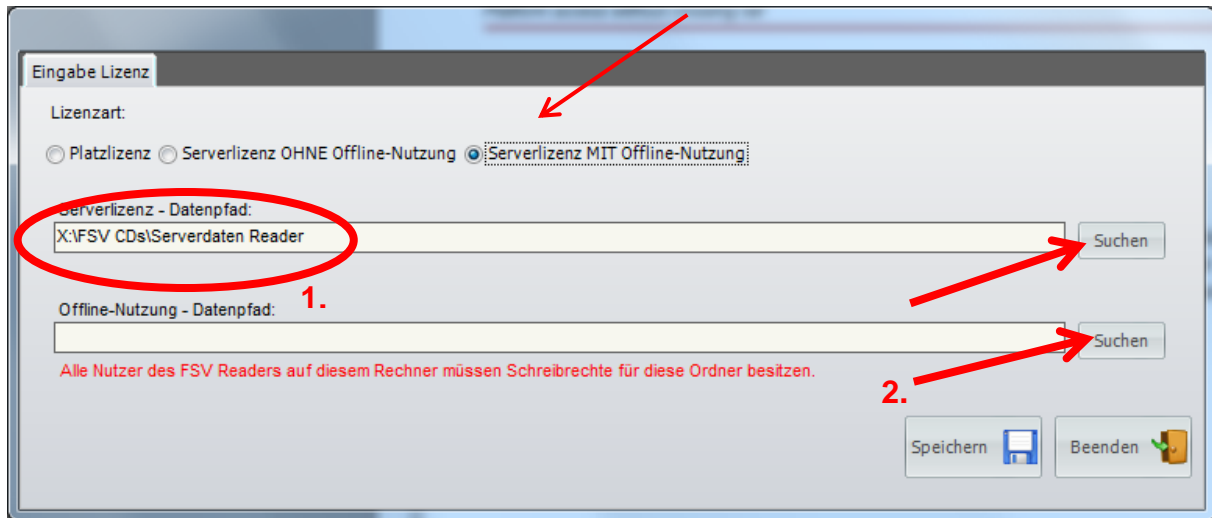 Eingabe Lizenz
Lizenzart:
Platzlizenz Serverlizenz OHNE Offline-Nutzung Serverlizenz MIT Offline-Nutzung
Serverlizenz - Datenpfad:
X:\FSV CDs\Serverdaten Reader
Suchen
1.
Offline-Nutzung - Datenpfad:
Suchen
Alle Nutzer des FSV Readers auf diesem Rechner müssen Schreibrechte für diese Ordner besitzen.
2.
Speichern Beenden